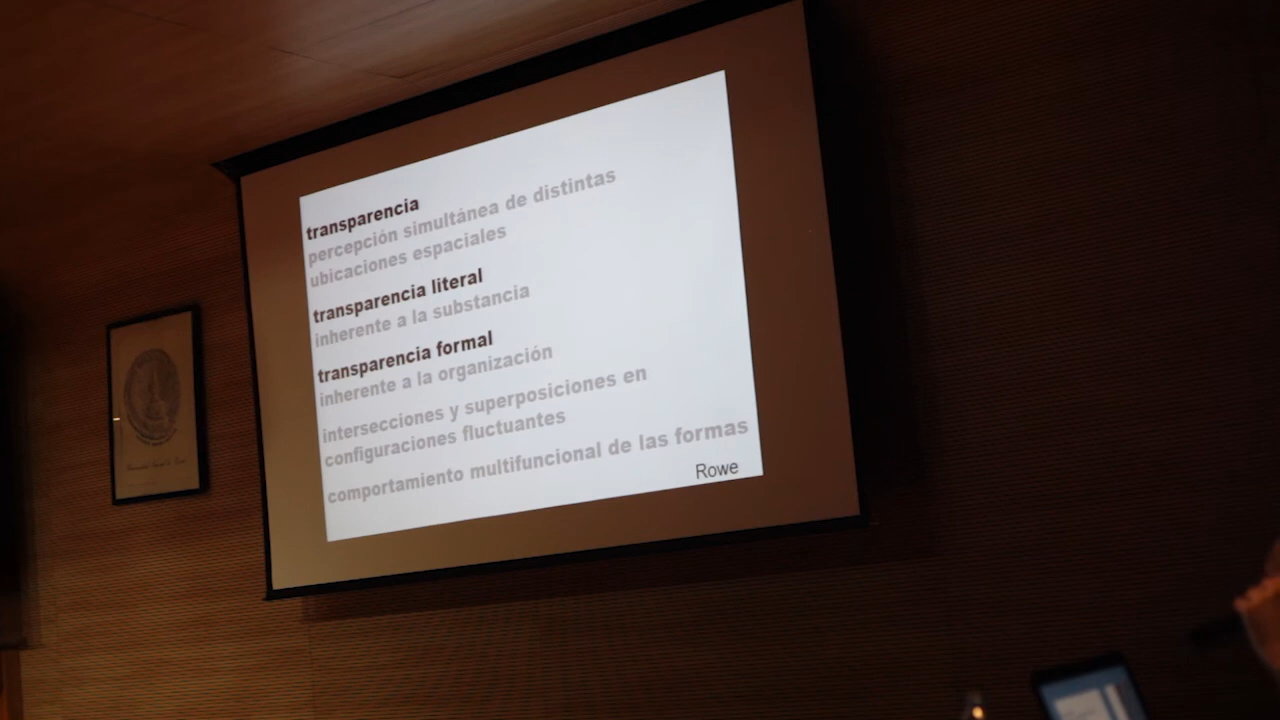 transparencia
percepción simultánea de distintas
ubicaciones espaciales
transparencia literal
inherente a la substancia
transparencia formal
inherente a la organización
intersecciones y superposiciones en
configuraciones fluctuantes
comportamiento multifuncional de las formas
Rowe